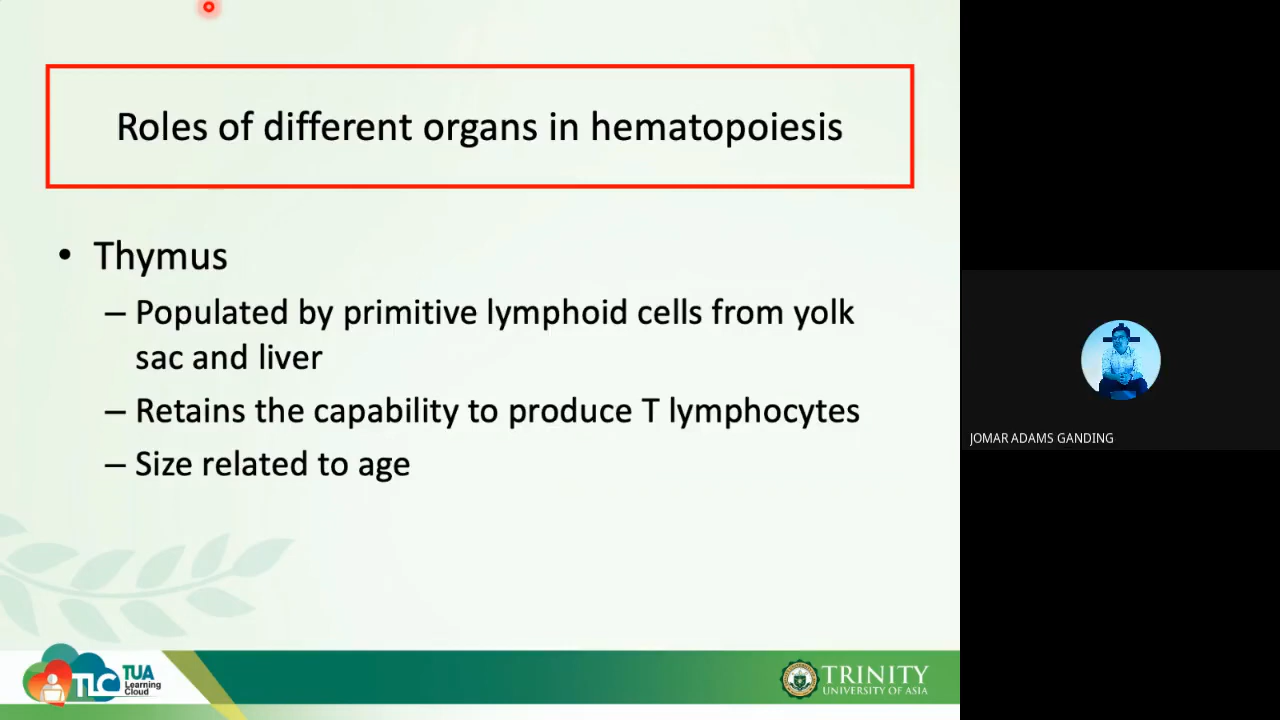 Roles of different organs in hematopoiesis
• Thymus
– Populated by primitive lymphoid cells from yolk
sac and liver
– Retains the capability to produce T lymphocytes
– Size related to age
JOMAR ADAMS GANDING
TLC
TUA
Learning
Cloud
TRINITY
UNIVERSITY OF ASIA